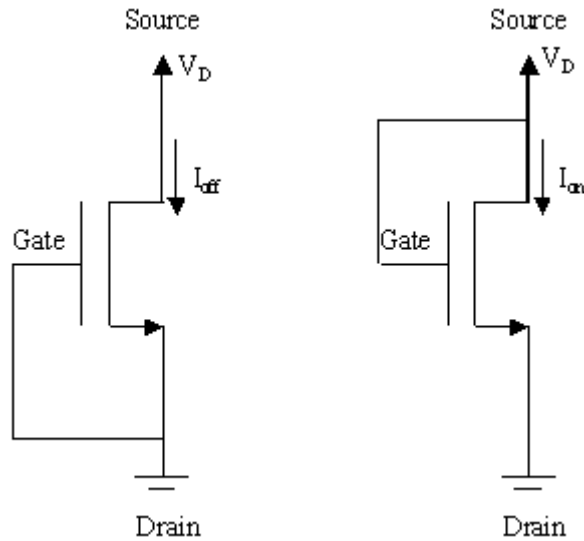 Source
V_D
I_off
Gate
Drain
Source
V_D
I_on
Gate
Drain